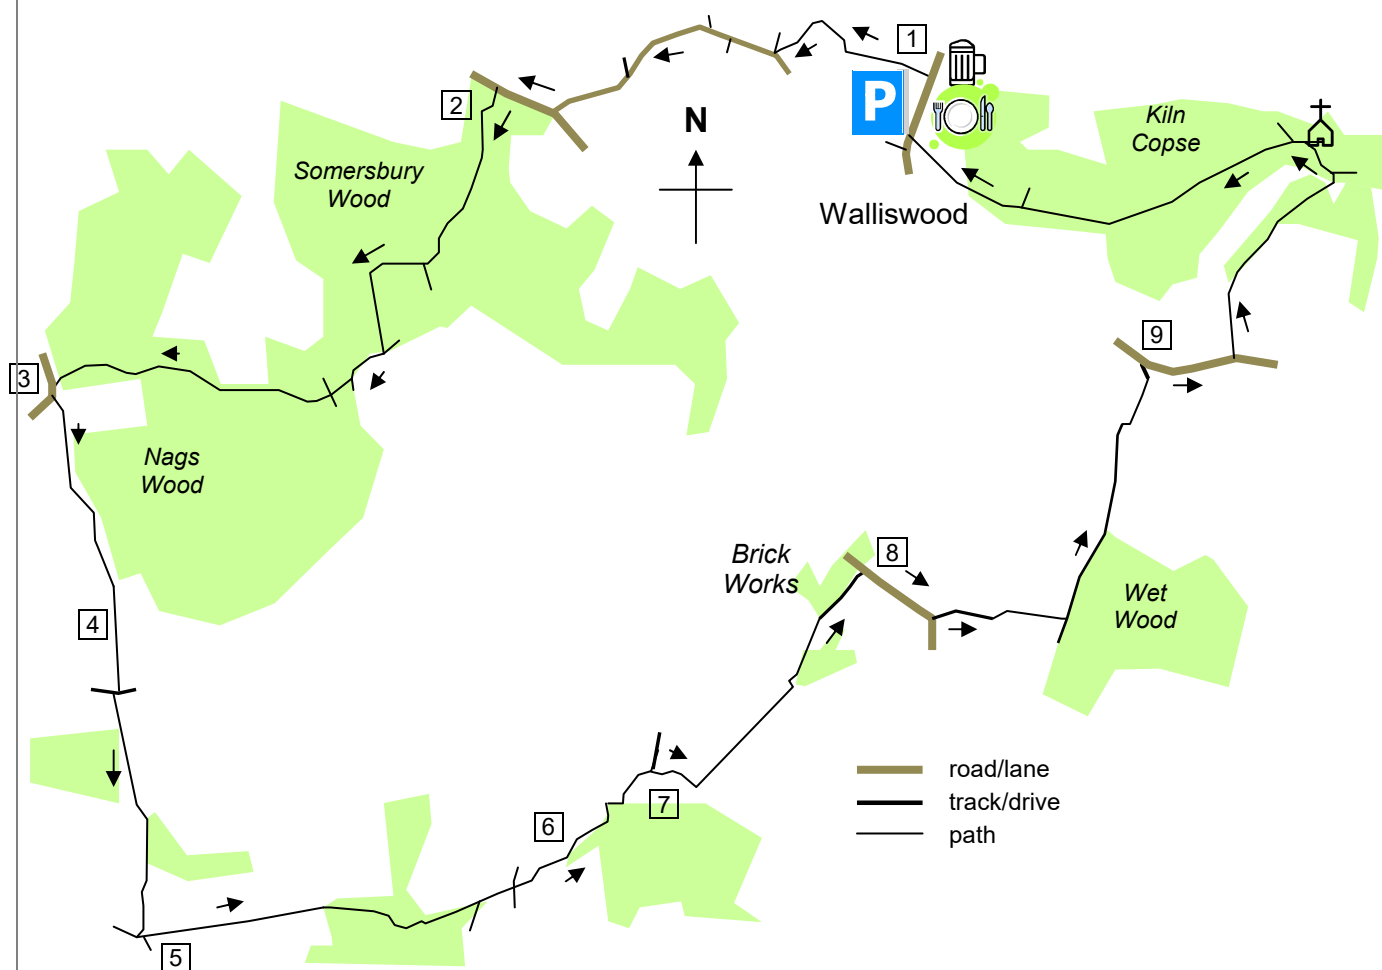 1
P
2
N
Kiln
Copse
Somersbury
Wood
Walliswood
9
3
Nags
Wood
Brick
Works
8
Wet
Wood
4
road/lane
track/drive
path
7
6
5